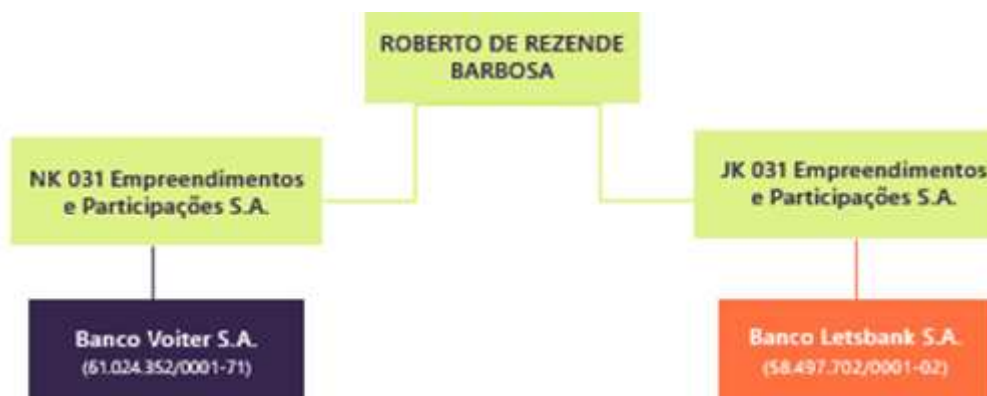 ROBERTO DE REZENDE
BARBOSA
NK 031 Empreendimentos
e Participações S.A.
JK 031 Empreendimentos
e Participações S.A.
Banco Voiter S.A.
(61.024.352/0001-71)
Banco Letsbank S.A.
(58.497.702/0001-02)